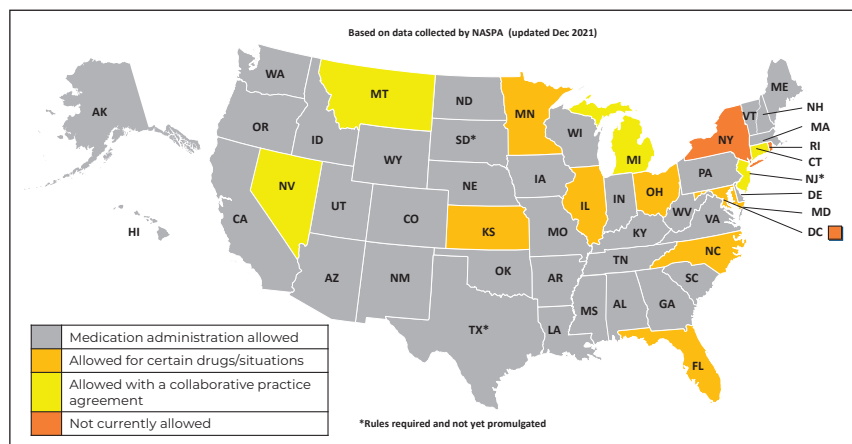 Based on data collected by NASPA (updated Dec 2021)
WA
MT
ND
MN
ME
AK
VT
NH
OR
ID
SD*
WI
NY
MA
RI
WY
MI
CT
PA
NJ*
NE
IA
OH
DE
NV
IL
IN
MD
UT
WV
VA
DC
CA
CO
KS
MO
KY
HI
NC
TN
OK
AZ
NM
AR
SC
MS
AL
GA
TX*
LA
FL
Medication administration allowed
Allowed for certain drugs/situations
Allowed with a collaborative practice
agreement
Not currently allowed
*Rules required and not yet promulgated